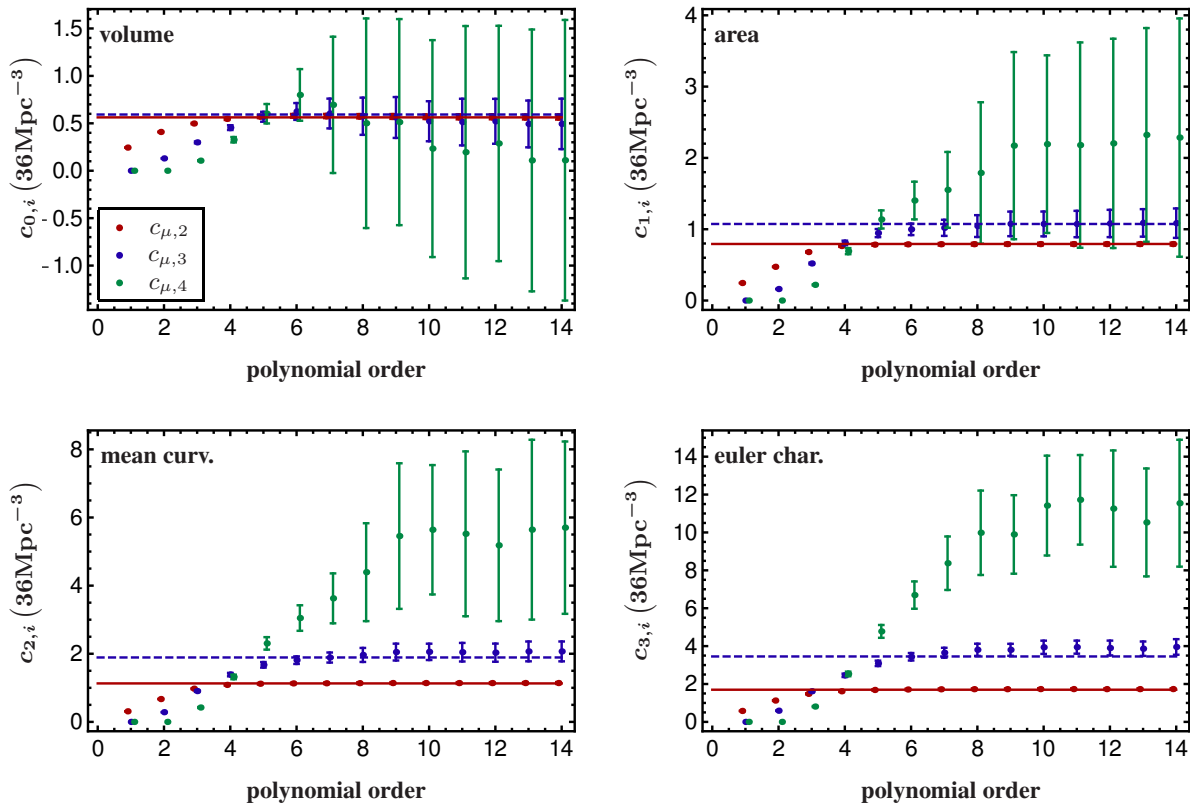 volume
1.5
1.0
0.5
0.0
-0.5
-1.0
c0,i (36Mpc−3)
cμ,2
cμ,3
cμ,4
0 2 4 6 8 10 12 14
polynomial order
area
4
3
2
1
0
c1,i (36Mpc−3)
0 2 4 6 8 10 12 14
polynomial order
mean curv.
8
6
4
2
0
c2,i (36Mpc−3)
0 2 4 6 8 10 12 14
polynomial order
euler char.
14
12
10
8
6
4
2
0
c3,i (36Mpc−3)
0 2 4 6 8 10 12 14
polynomial order